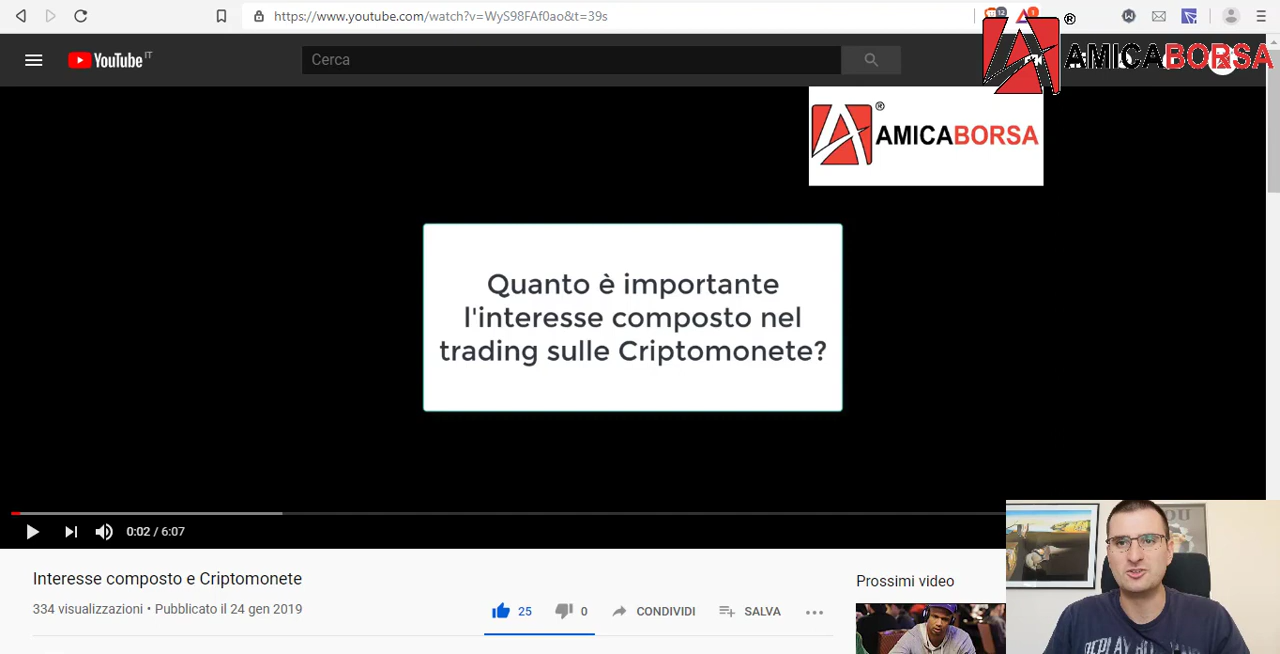 https://www.youtube.com/watch?v=WyS98FAf0ao&t=39s
12
1
®
AMICABORSA
YouTube IT
Cerca
®
AMICABORSA
Quanto è importante
l'interesse composto nel
trading sulle Criptomonete?
0:02 / 6:07
Interesse composto e Criptomonete
334 visualizzazioni • Pubblicato il 24 gen 2019
25
0
CONDIVIDI
SALVA
Prossimi video